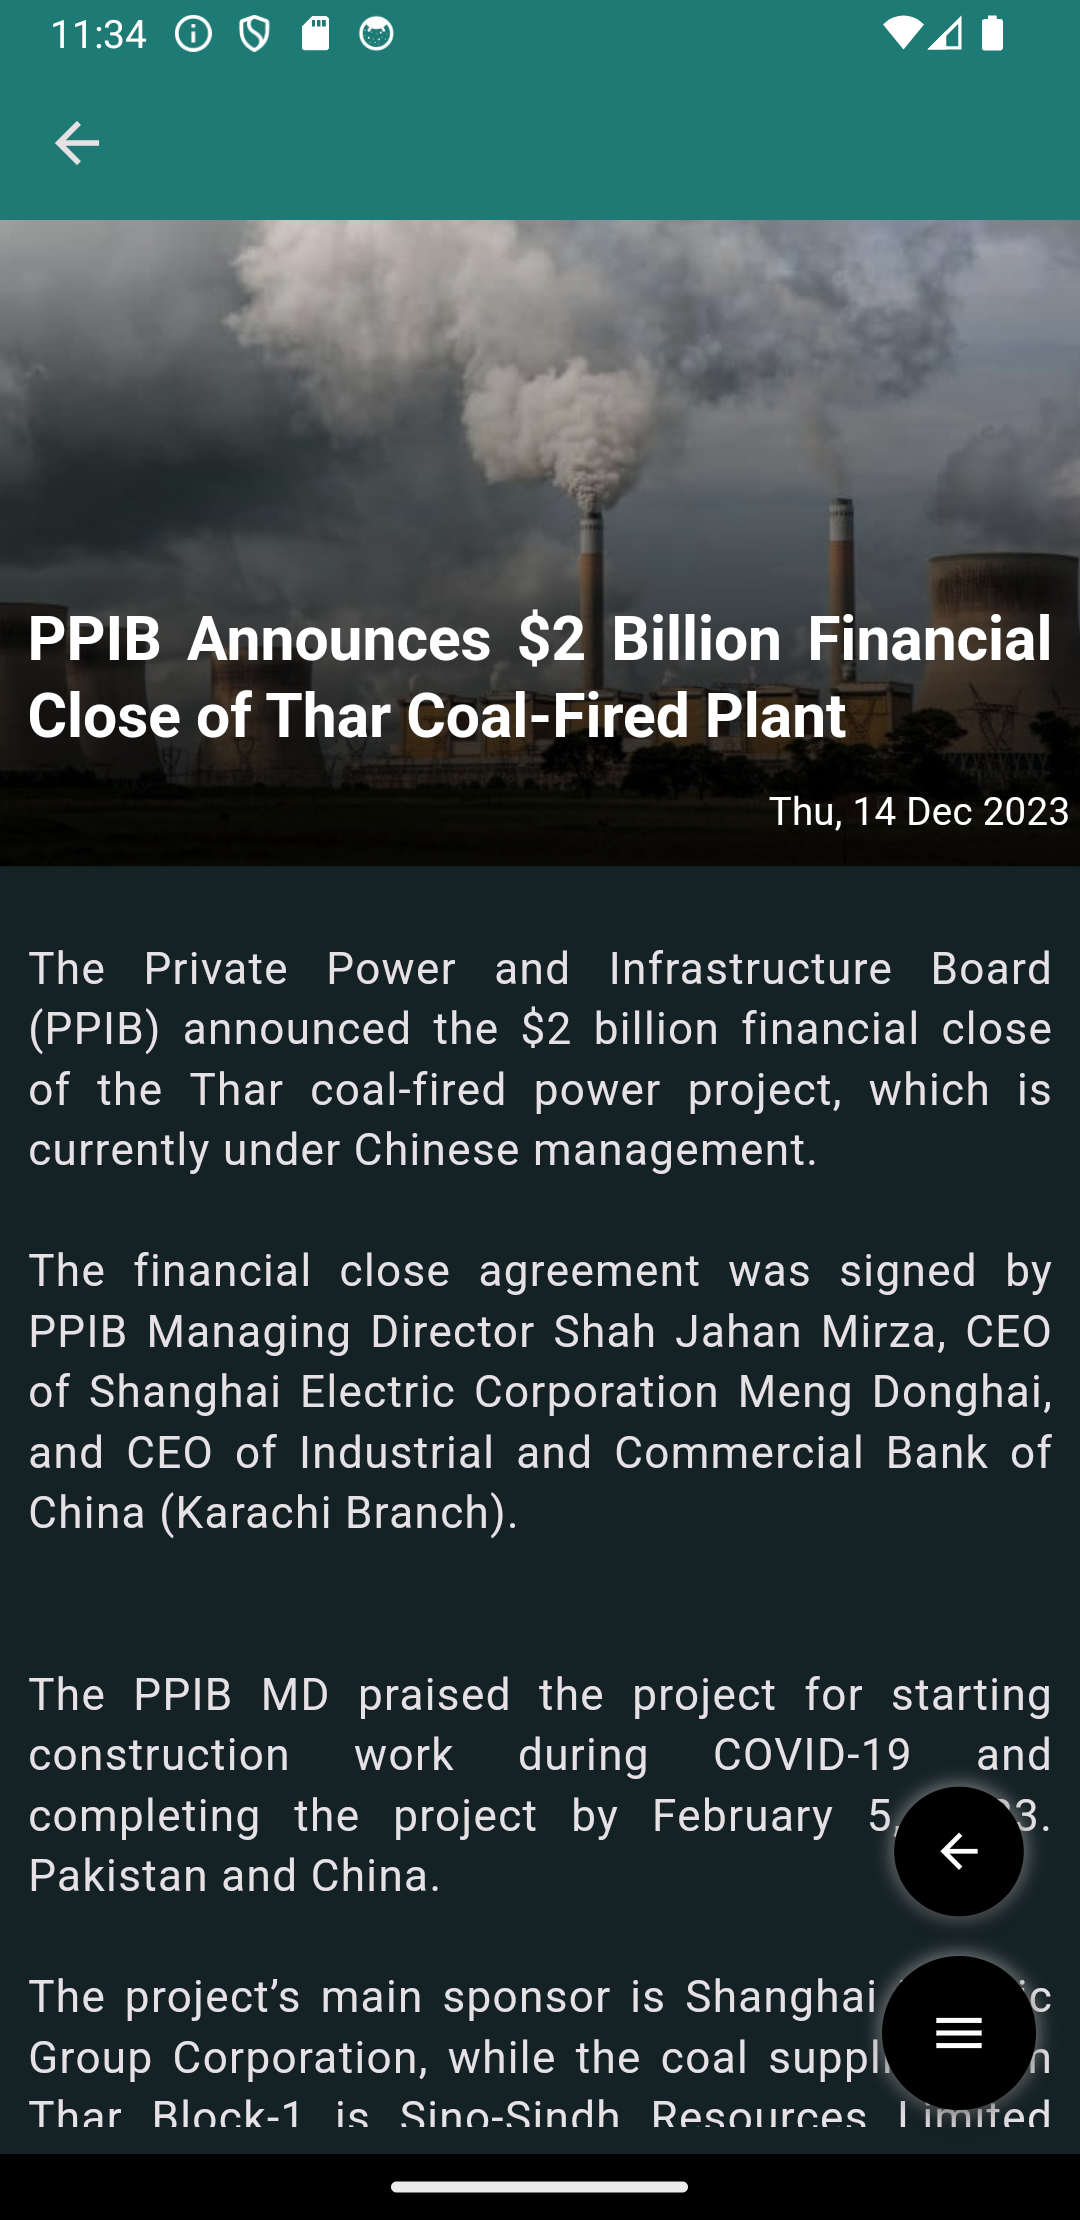 11:34
PPIB Announces $2 Billion Financial
Close of Thar Coal-Fired Plant
Thu, 14 Dec 2023
The Private Power and Infrastructure Board
(PPIB) announced the $2 billion financial close
of the Thar coal-fired power project, which is
currently under Chinese management.
The financial close agreement was signed by
PPIB Managing Director Shah Jahan Mirza, CEO
of Shanghai Electric Corporation Meng Donghai,
and CEO of Industrial and Commercial Bank of
China (Karachi Branch).
The PPIB MD praised the project for starting
construction work during COVID-19 and
completing the project by February 5,
Pakistan and China.
The project’s main sponsor is Shanghai
Group Corporation, while the coal
Thar Block-1 is Sino-Sindh Resources Limited